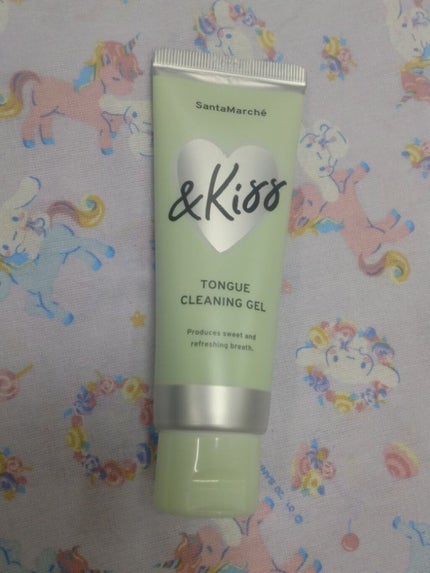 SantaMarché
&Kiss
TONGUE
CLEANING GEL
Produces sweet and
refreshing breath.